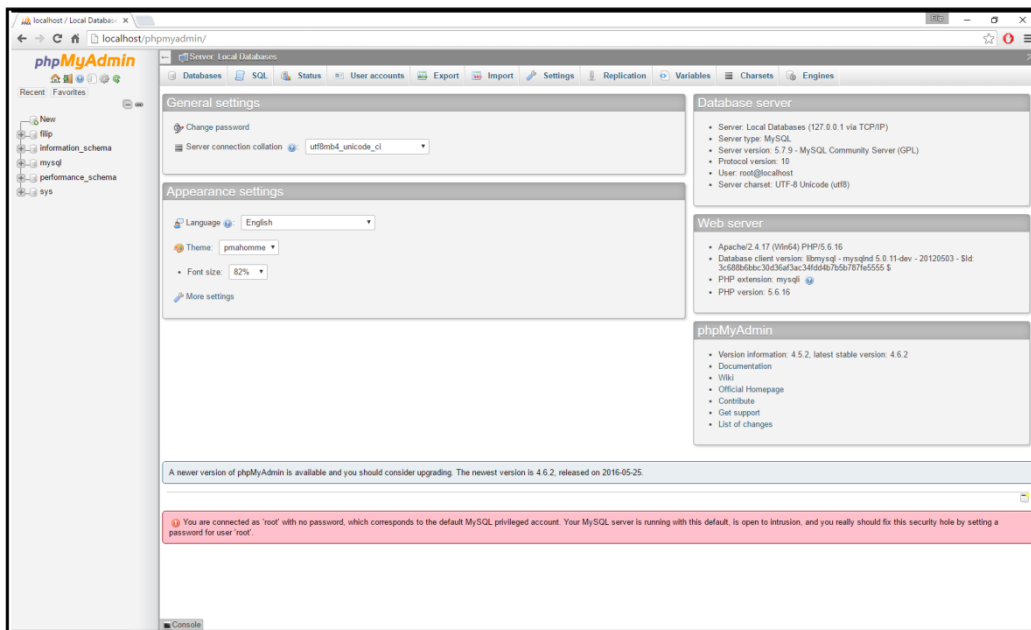 localhost / Local Databas
localhost/phpmyadmin/
phpMyAdmin
Recent Favorites
New
filip
information_schema
mysql
performance_schema
sys
Server: Local Databases
Databases SQL Status User accounts Export Import Settings Replication Variables Charsets Engines
General settings
Change password
Server connection collation : utf8mb4_unicode_ci
Appearance settings
Language : English
Theme: pmahomme
• Font size: 82%
More settings
Database server
• Server: Local Databases (127.0.0.1 via TCP/IP)
• Server type: MySQL
• Server version: 5.7.9 - MySQL Community Server (GPL)
• Protocol version: 10
• User: root@localhost
• Server charset: UTF-8 Unicode (utf8)
Web server
• Apache/2.4.17 (Win64) PHP/5.6.16
• Database client version: libmysql - mysqlnd 5.0.11-dev - 20120503 - $Id:
3c688b6bbc30d36af3ac34fdd4b7b5b787fe5555 $
• PHP extension: mysqli
• PHP version: 5.6.16
phpMyAdmin
• Version information: 4.5.2, latest stable version: 4.6.2
• Documentation
• Wiki
• Official Homepage
• Contribute
• Get support
• List of changes
A newer version of phpMyAdmin is available and you should consider upgrading. The newest version is 4.6.2, released on 2016-05-25.
You are connected as 'root' with no password, which corresponds to the default MySQL privileged account. Your MySQL server is running with this default, is open to intrusion, and you really should fix this security hole by setting a
password for user 'root'.
Console